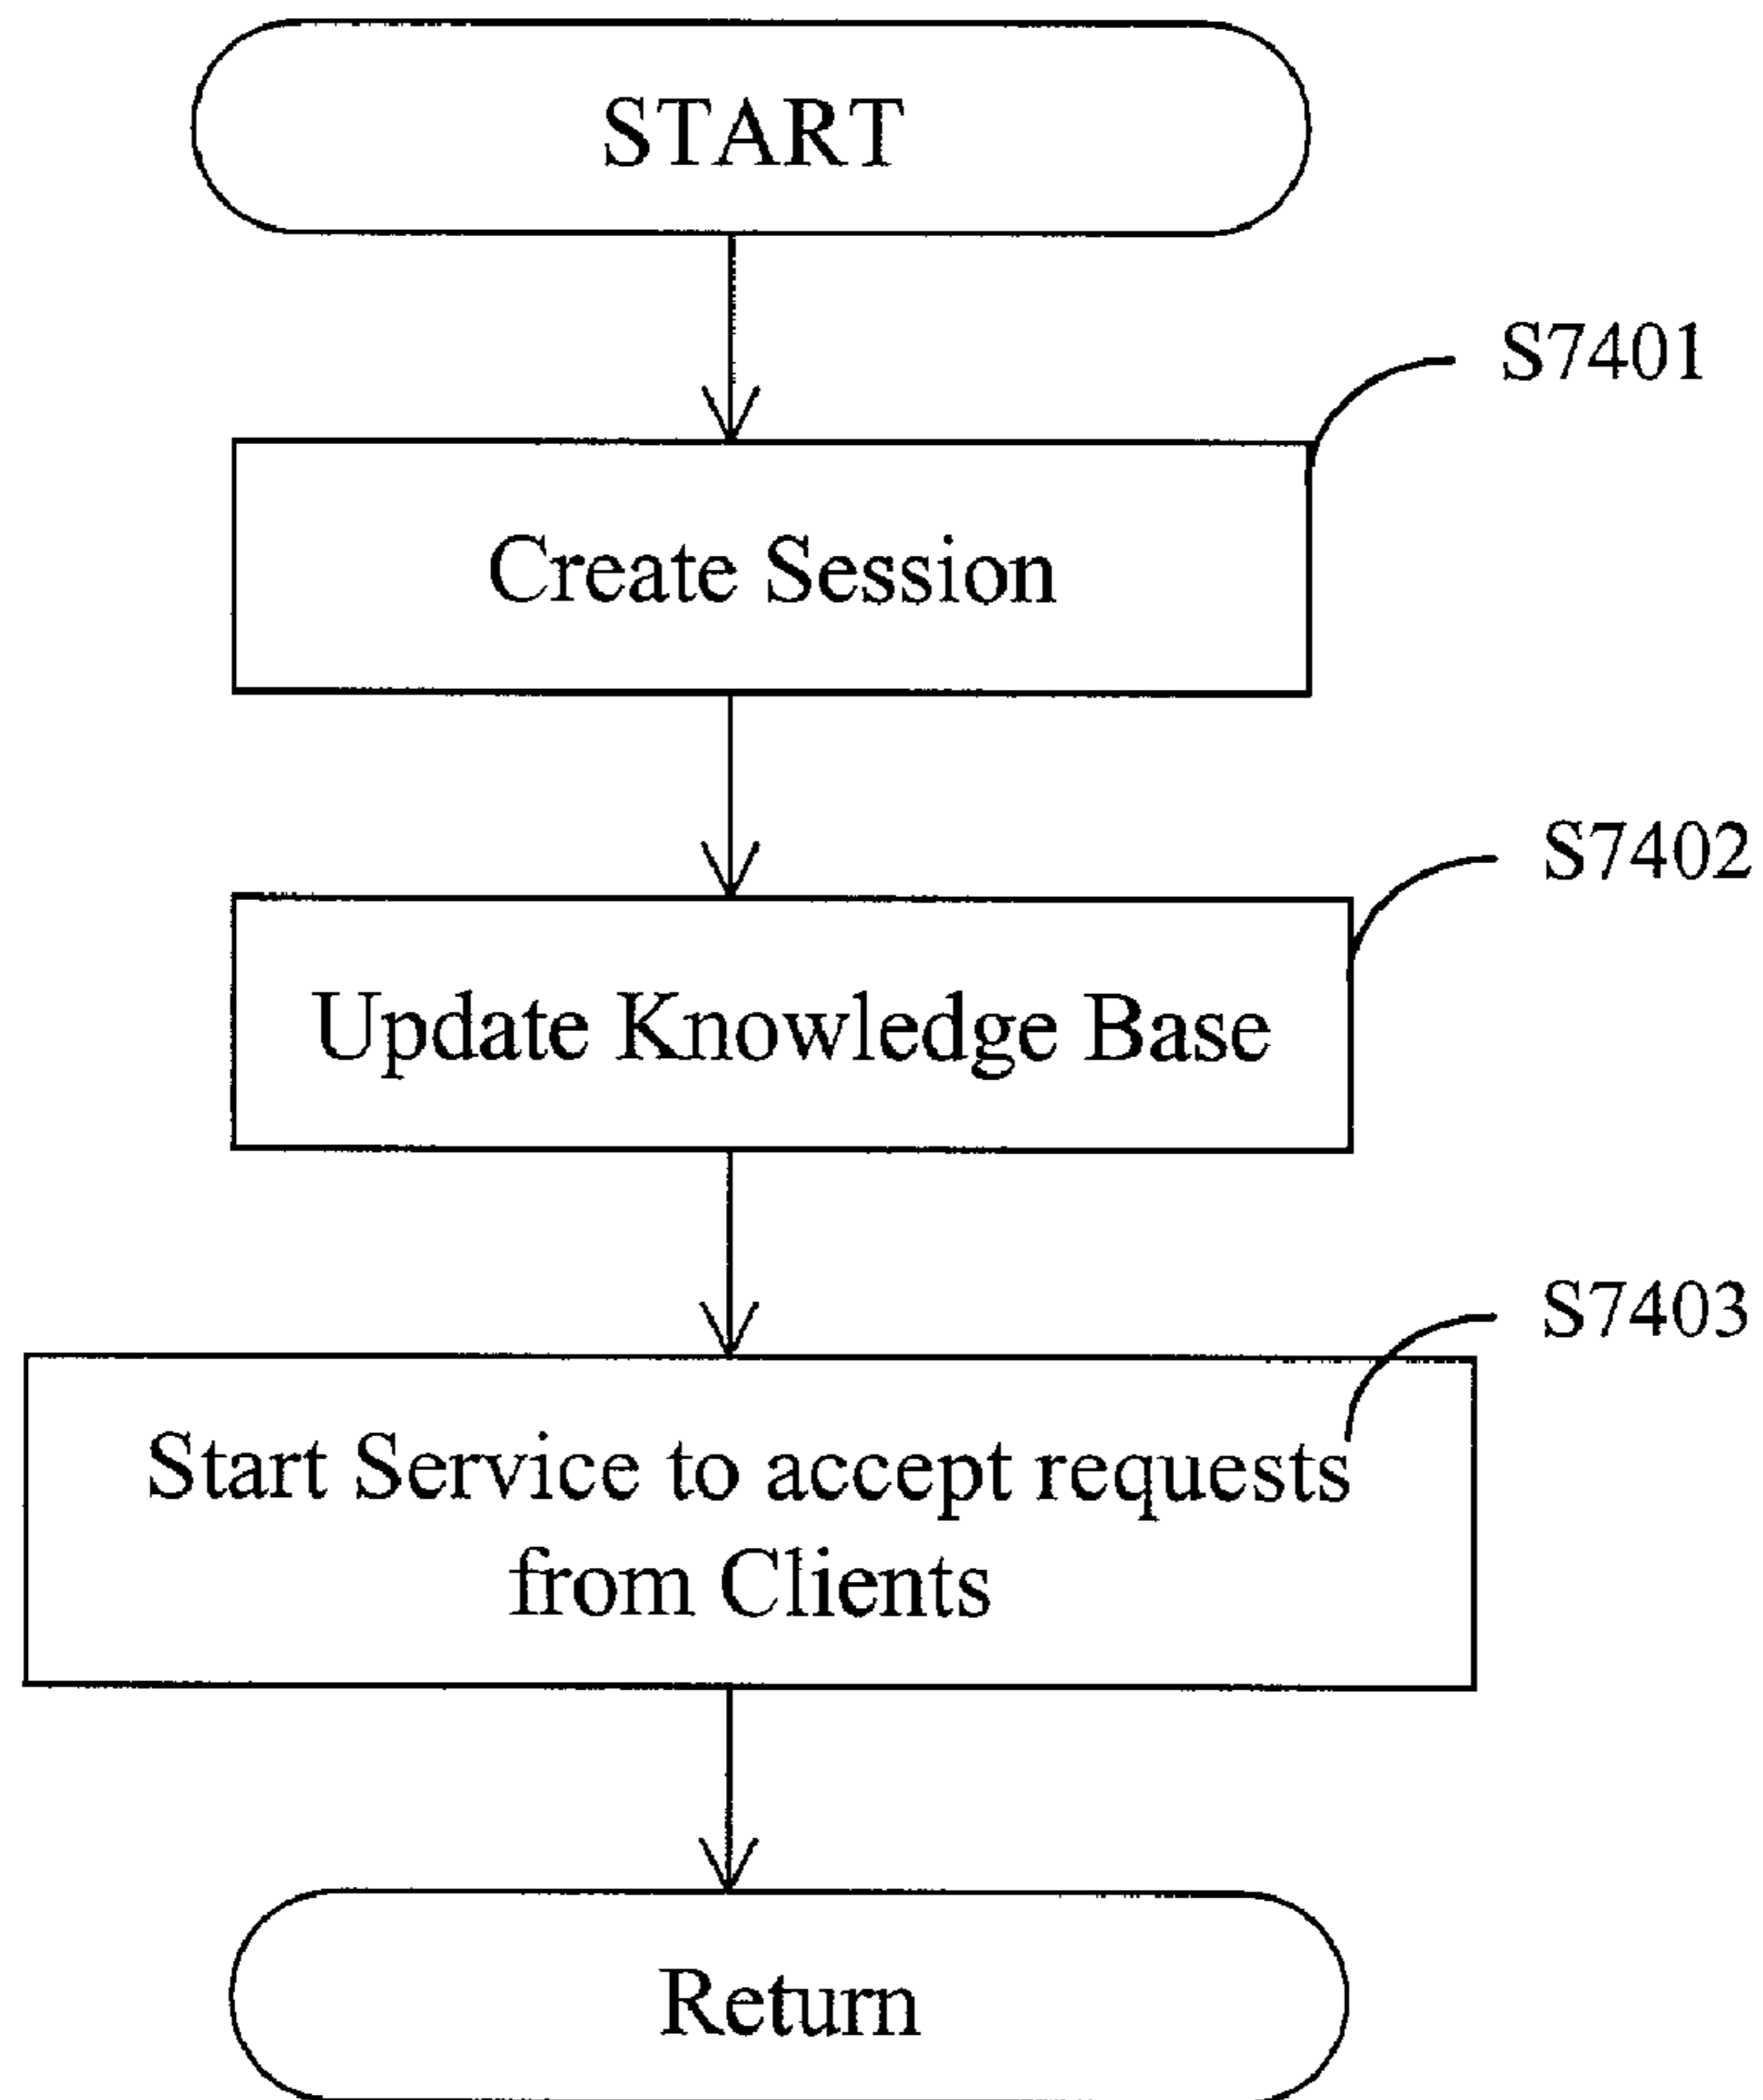 START
S7401
Create Session
S7402
Update Knowledge Base
S7403
Start Service to accept requests
from Clients
Return